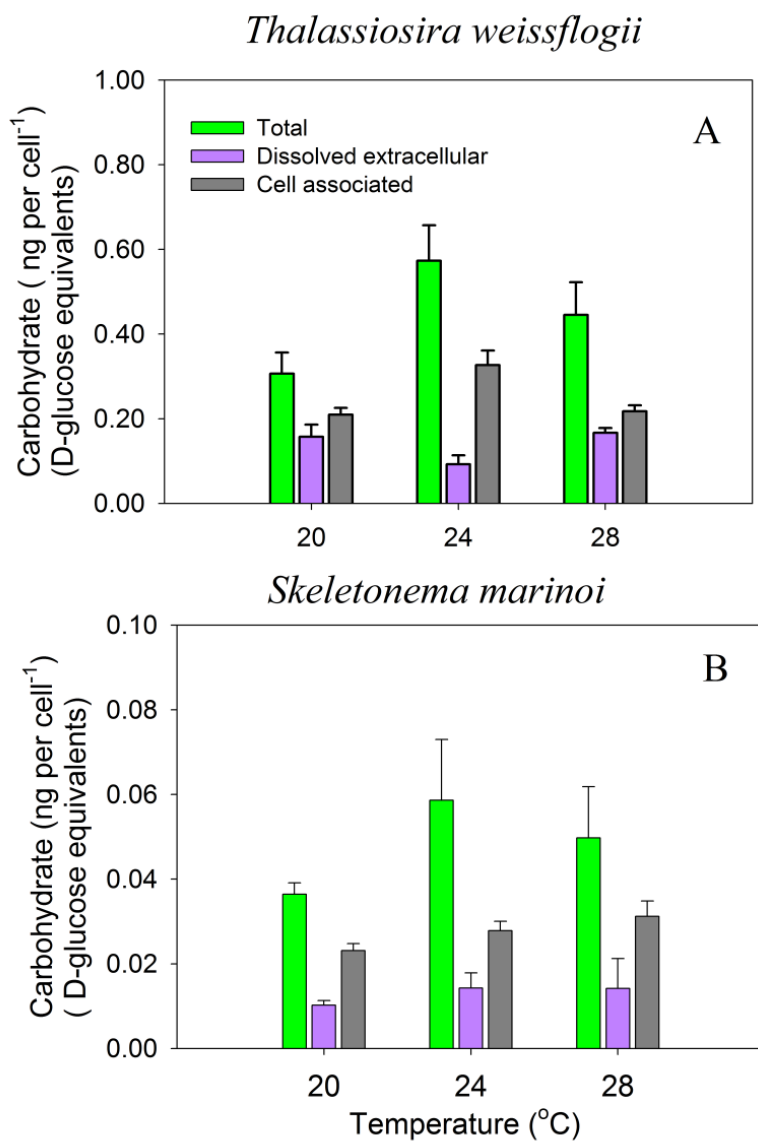 Thalassiosira weissflogii
1.00
0.80
0.60
0.40
0.20
0.00
Carbohydrate ( ng per cell⁻¹)
(D-glucose equivalents)
A
Total
Dissolved extracellular
Cell associated
20 24 28
Skeletonema marinoi
0.10
0.08
0.06
0.04
0.02
0.00
Carbohydrate (ng per cell⁻¹)
( D-glucose equivalents)
B
20 24 28
Temperature (°C)